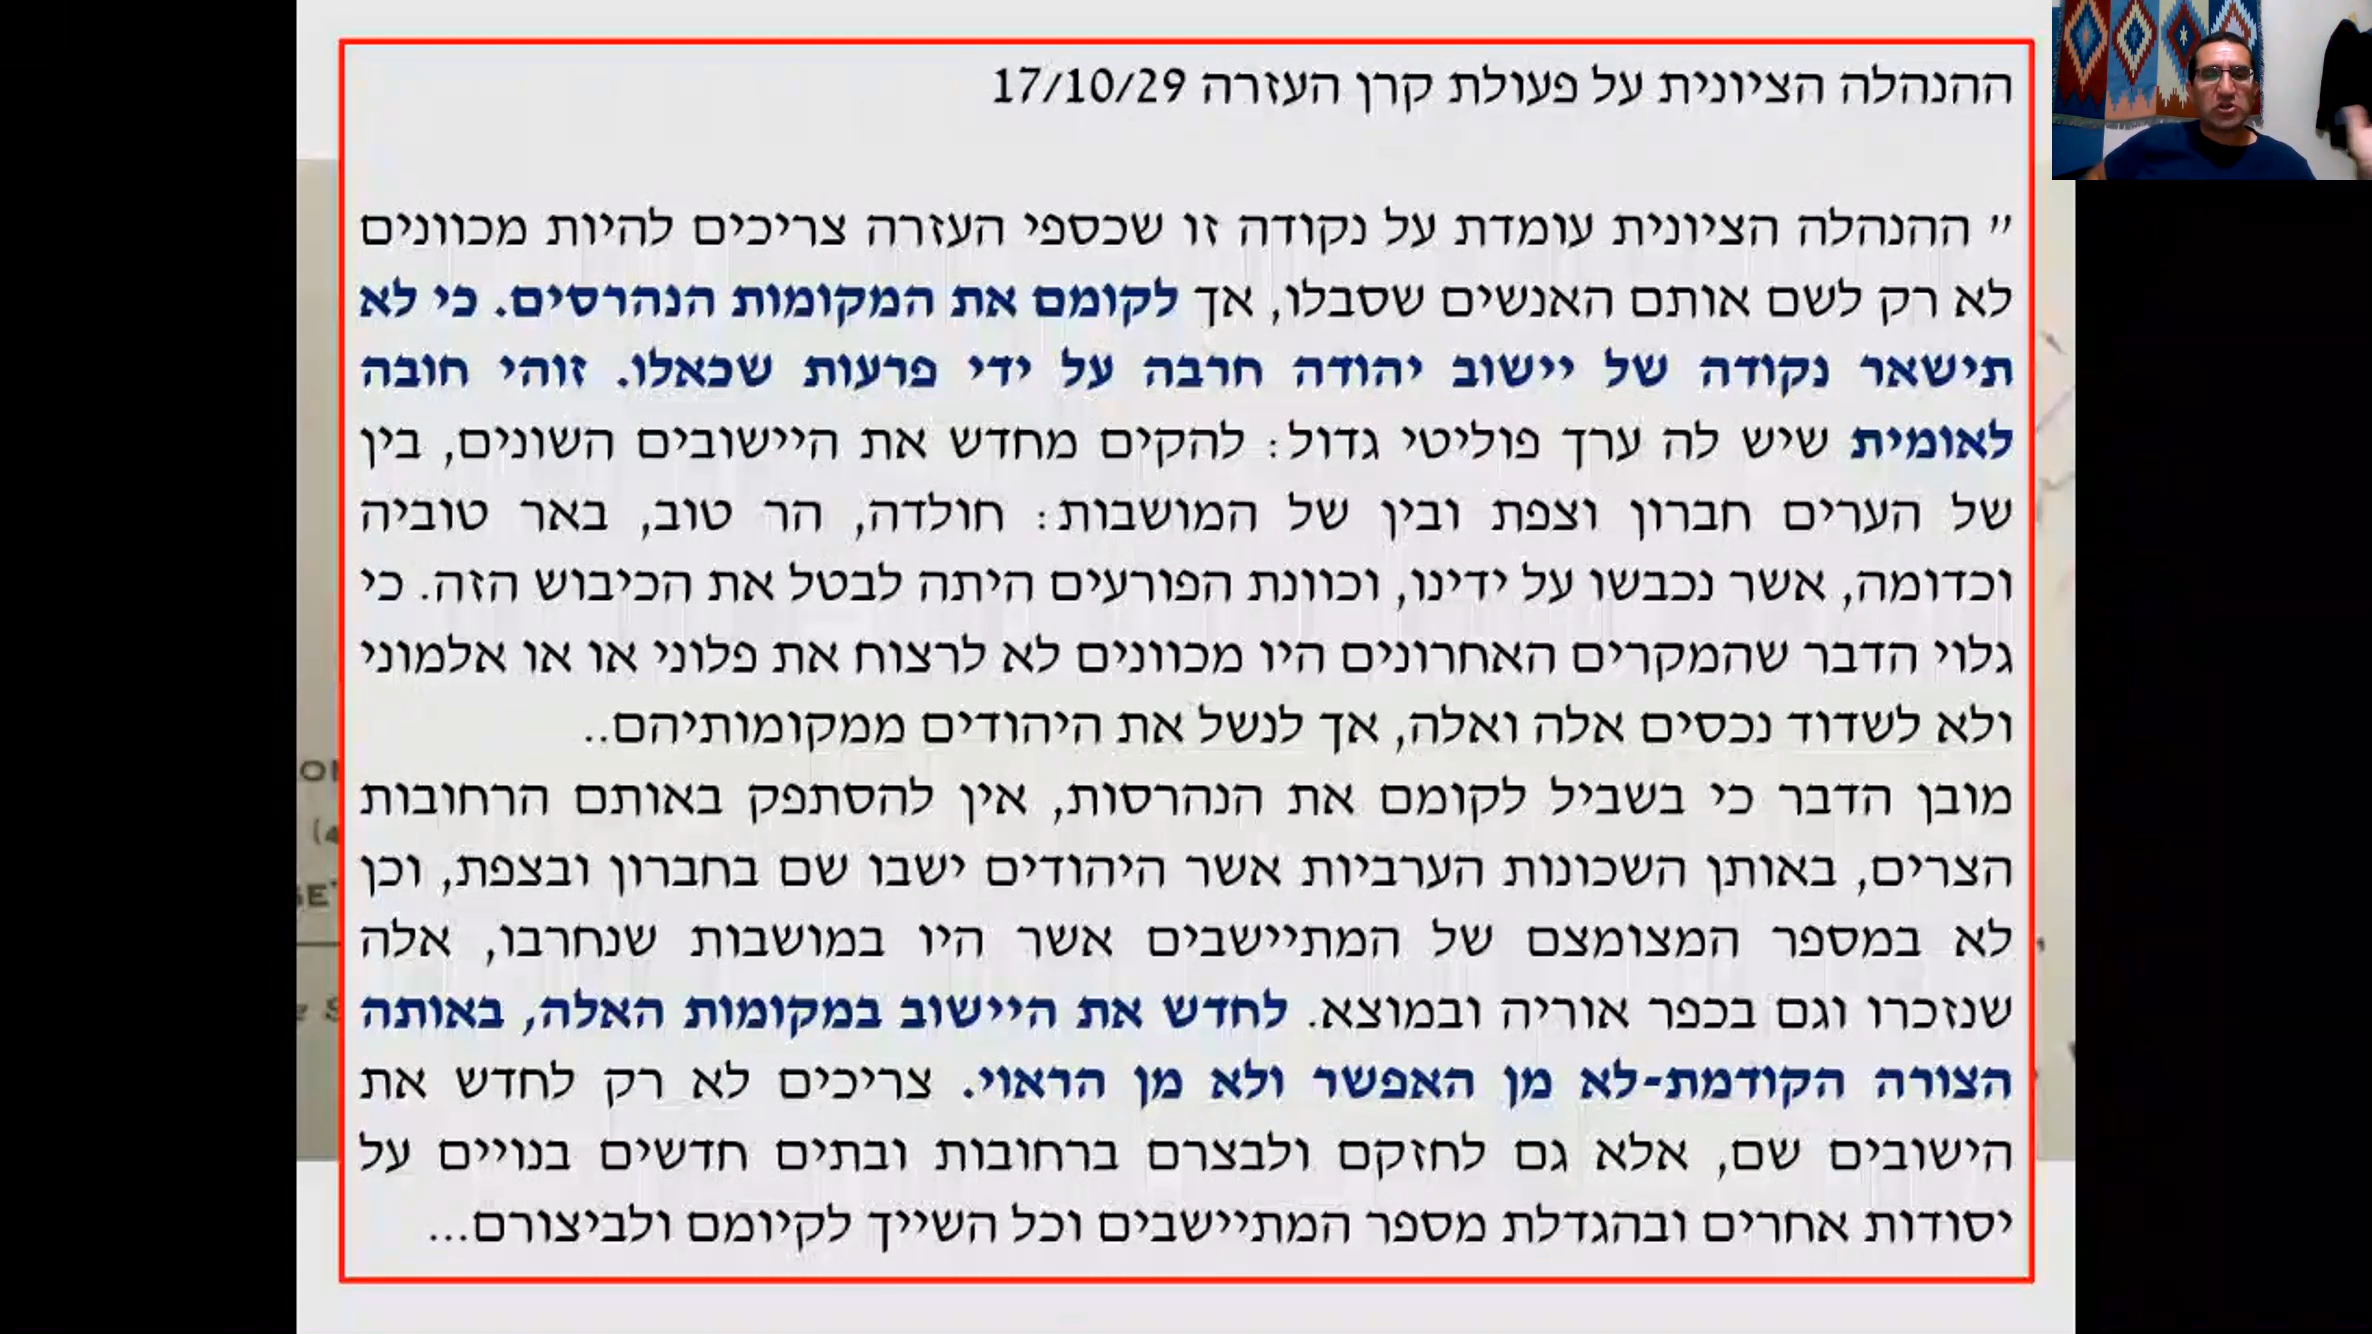 ההנהלה הציונית על פעולת קרן העזרה 17/10/29
" ההנהלה הציונית עומדת על נקודה זו שכספי העזרה צריכים להיות מכוונים
לא רק לשם אותם האנשים שסבלו, אך לקומם את המקומות הנהרסים. כי לא
תישאר נקודה של יישוב יהודה חרבה על ידי פרעות שכאלו. זוהי חובה
לאומית שיש לה ערך פוליטי גדול: להקים מחדש את היישובים השונים, בין
של הערים חברון וצפת ובין של המושבות: חולדה, הר טוב, באר טוביה
וכדומה, אשר נכבשו על ידינו, וכוונת הפורעים היתה לבטל את הכיבוש הזה. כי
גלוי הדבר שהמקרים האחרונים היו מכוונים לא לרצוח את פלוני או או אלמוני
ולא לשדוד נכסים אלה ואלה, אך לנשל את היהודים ממקומותיהם..
מובן הדבר כי בשביל לקומם את הנהרסות, אין להסתפק באותם הרחובות
הצרים, באותן השכונות הערביות אשר היהודים ישבו שם בחברון ובצפת, וכן
לא במספר המצומצם של המתיישבים אשר היו במושבות שנחרבו, אלה
שנזכרו וגם בכפר אוריה ובמוצא. לחדש את היישוב במקומות האלה, באותה
הצורה הקודמת-לא מן האפשר ולא מן הראוי. צריכים לא רק לחדש את
הישובים שם, אלא גם לחזקם ולבצרם ברחובות ובתים חדשים בנויים על
יסודות אחרים ובהגדלת מספר המתיישבים וכל השייך לקיומם ולביצורם...